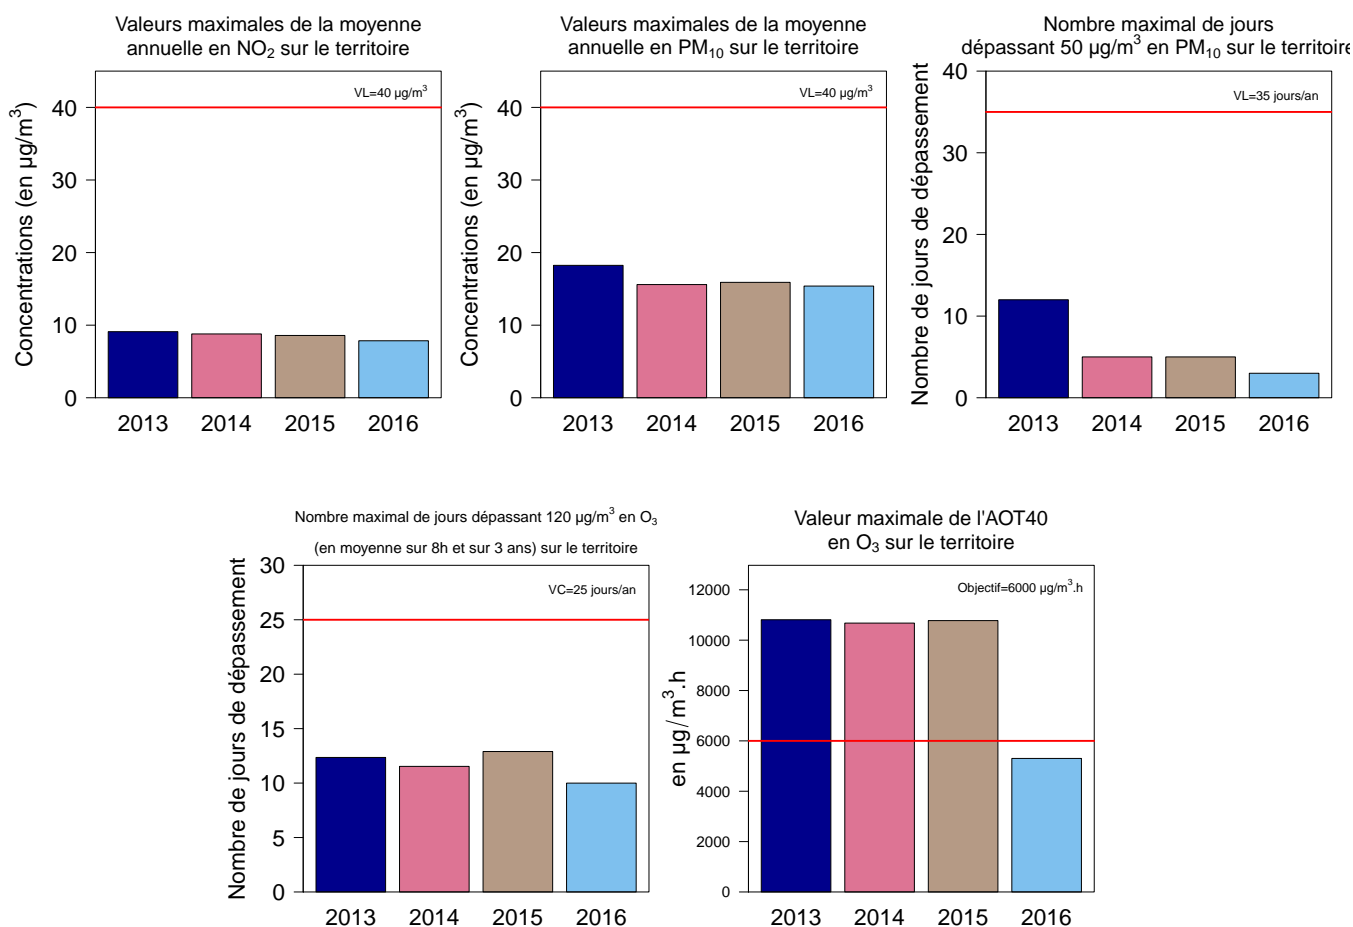 Valeurs maximales de la moyenne
annuelle en NO₂ sur le territoire
VL=40 µg/m³
Concentrations (en µg/m³)
40
30
20
10
0
2013 2014 2015 2016
Valeurs maximales de la moyenne
annuelle en PM₁₀ sur le territoire
VL=40 µg/m³
Concentrations (en µg/m³)
40
30
20
10
0
2013 2014 2015 2016
Nombre maximal de jours
dépassant 50 µg/m³ en PM₁₀ sur le territoire
VL=35 jours/an
Nombre de jours de dépassement
40
30
20
10
0
2013 2014 2015 2016
Nombre maximal de jours dépassant 120 µg/m³ en O₃
(en moyenne sur 8h et sur 3 ans) sur le territoire
VC=25 jours/an
Nombre de jours de dépassement
30
25
20
15
10
5
0
2013 2014 2015 2016
Valeur maximale de l'AOT40
en O₃ sur le territoire
Objectif=6000 µg/m³.h
en µg/m³.h
12000
10000
8000
6000
4000
2000
0
2013 2014 2015 2016